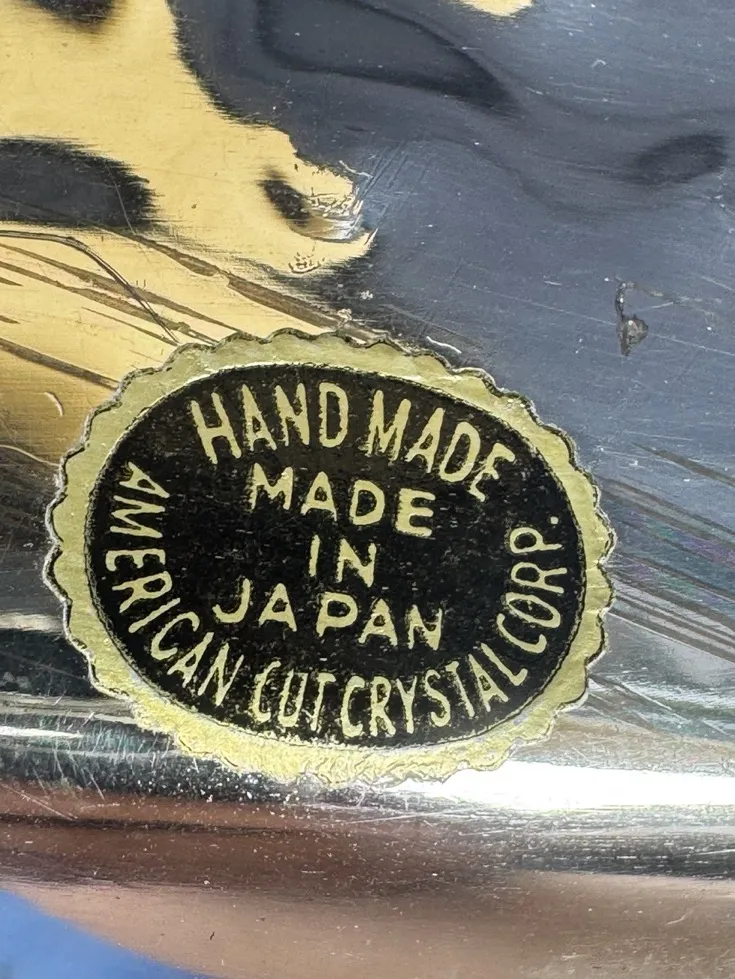 HAND MADE
MADE
IN
JAPAN
AMERICAN CUT CRYSTAL CORP.